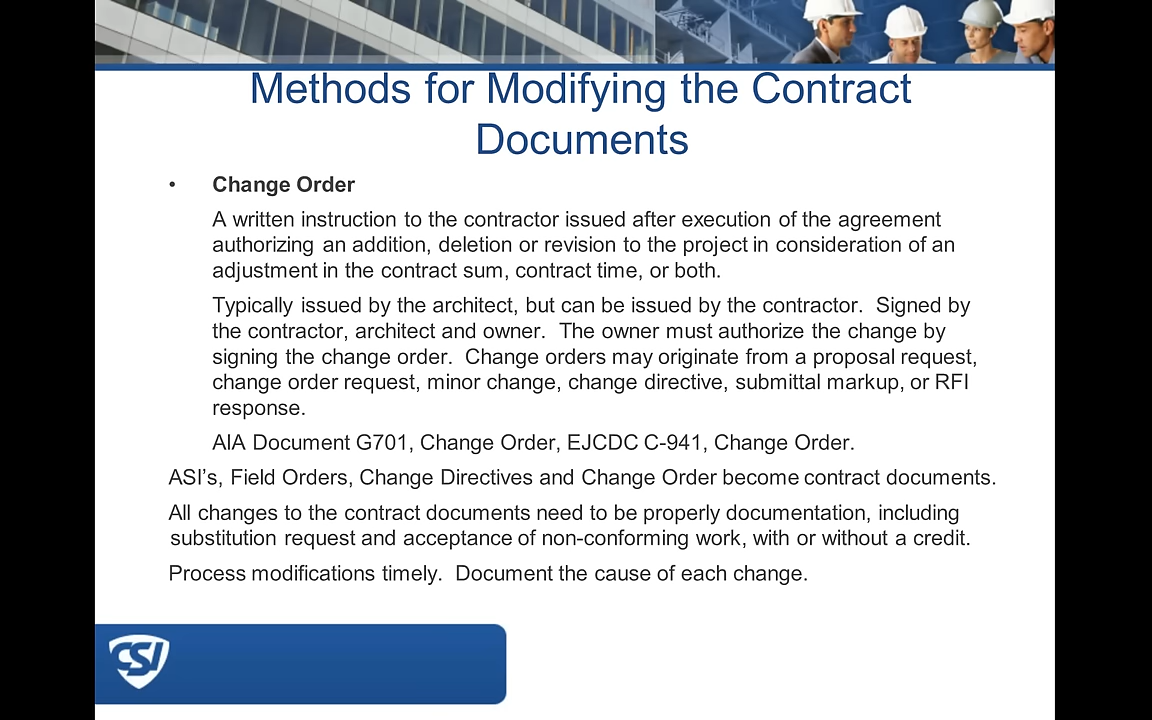 Methods for Modifying the Contract
Documents
• Change Order
A written instruction to the contractor issued after execution of the agreement
authorizing an addition, deletion or revision to the project in consideration of an
adjustment in the contract sum, contract time, or both.
Typically issued by the architect, but can be issued by the contractor.  Signed by
the contractor, architect and owner.  The owner must authorize the change by
signing the change order.  Change orders may originate from a proposal request,
change order request, minor change, change directive, submittal markup, or RFI
response.
AIA Document G701, Change Order, EJCDC C-941, Change Order.
ASI’s, Field Orders, Change Directives and Change Order become contract documents.
All changes to the contract documents need to be properly documentation, including
substitution request and acceptance of non-conforming work, with or without a credit.
Process modifications timely.  Document the cause of each change.
CSI